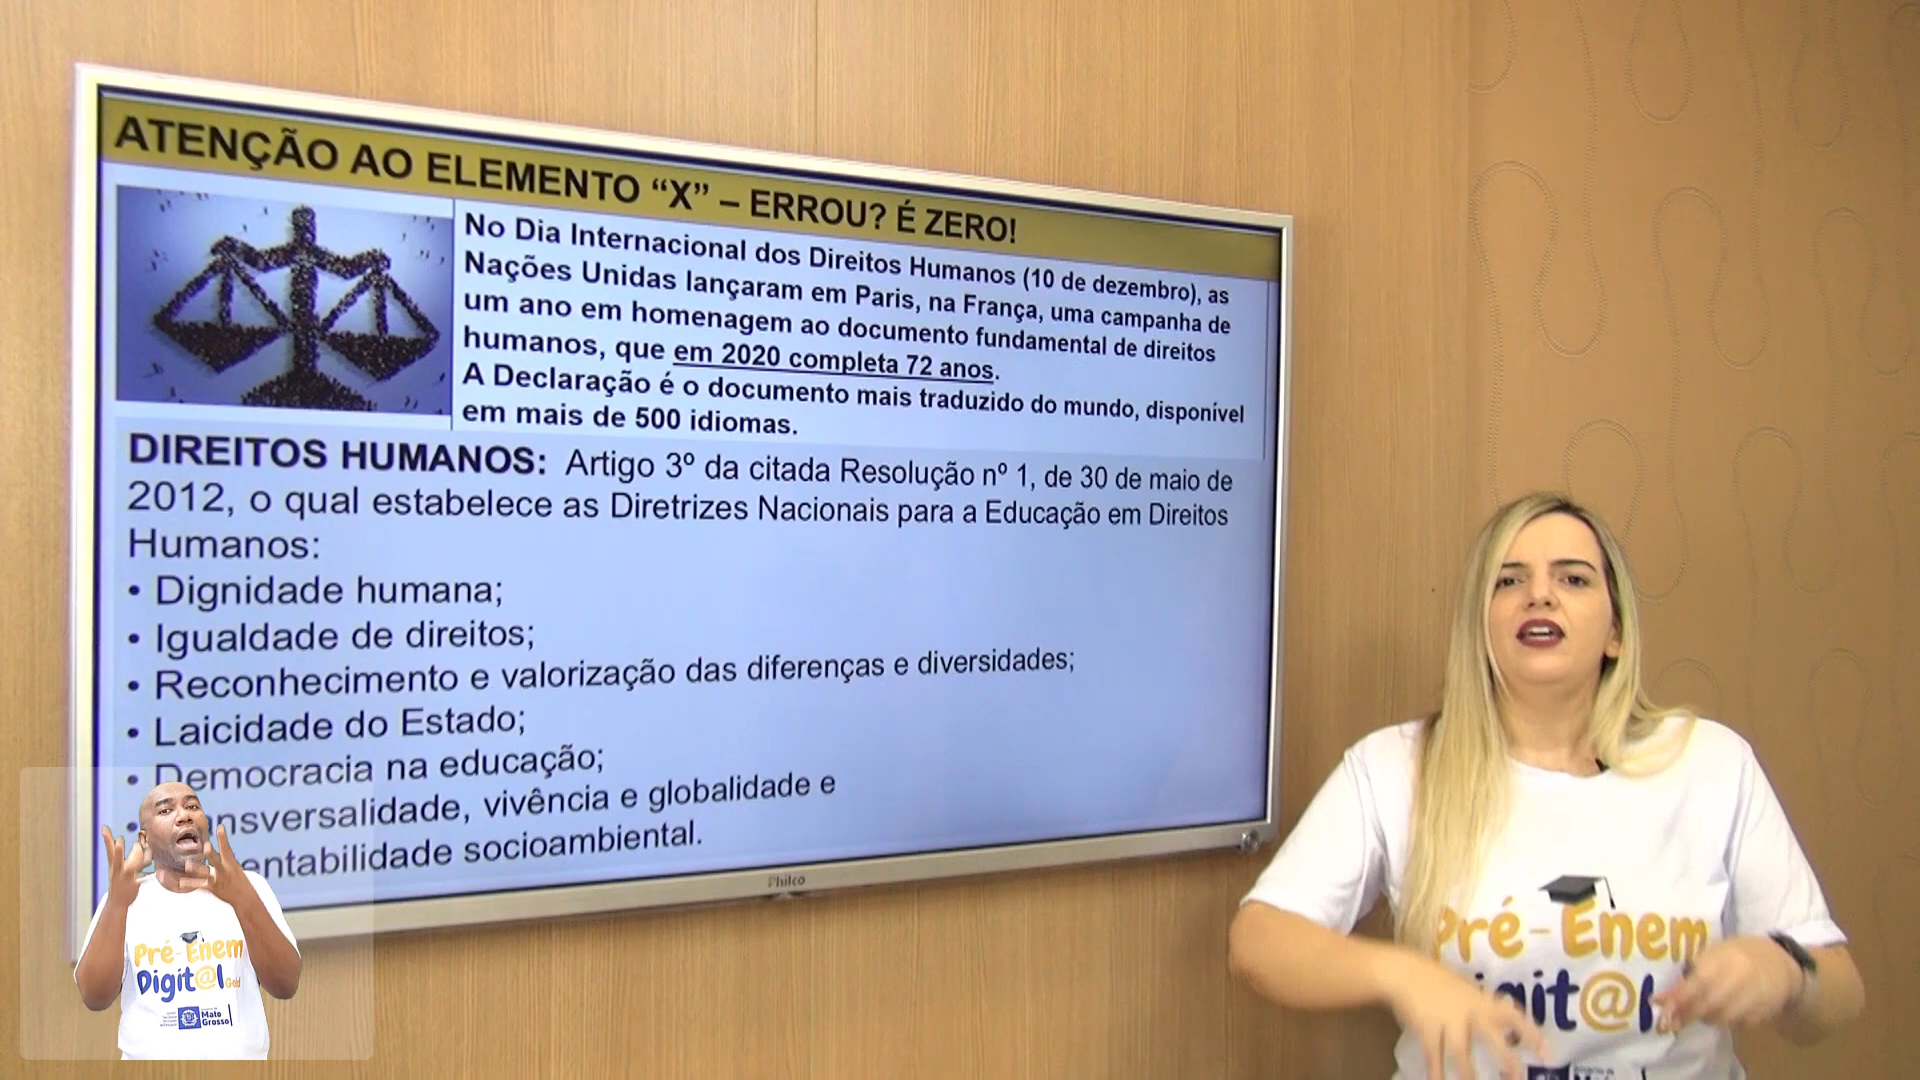 ATENÇÃO AO ELEMENTO “X” – ERROU? É ZERO!
No Dia Internacional dos Direitos Humanos (10 de dezembro), as
Nações Unidas lançaram em Paris, na França, uma campanha de
um ano em homenagem ao documento fundamental de direitos
humanos, que em 2020 completa 72 anos.
A Declaração é o documento mais traduzido do mundo, disponível
em mais de 500 idiomas.
DIREITOS HUMANOS: Artigo 3º da citada Resolução nº 1, de 30 de maio de
2012, o qual estabelece as Diretrizes Nacionais para a Educação em Direitos
Humanos:
• Dignidade humana;
• Igualdade de direitos;
• Reconhecimento e valorização das diferenças e diversidades;
• Laicidade do Estado;
• Democracia na educação;
• nsversalidade, vivência e globalidade e
entabilidade socioambiental.
Philco
Pré-Enem
Digit@l Gold
Mato
Grosso
Pré-Enem
git@l